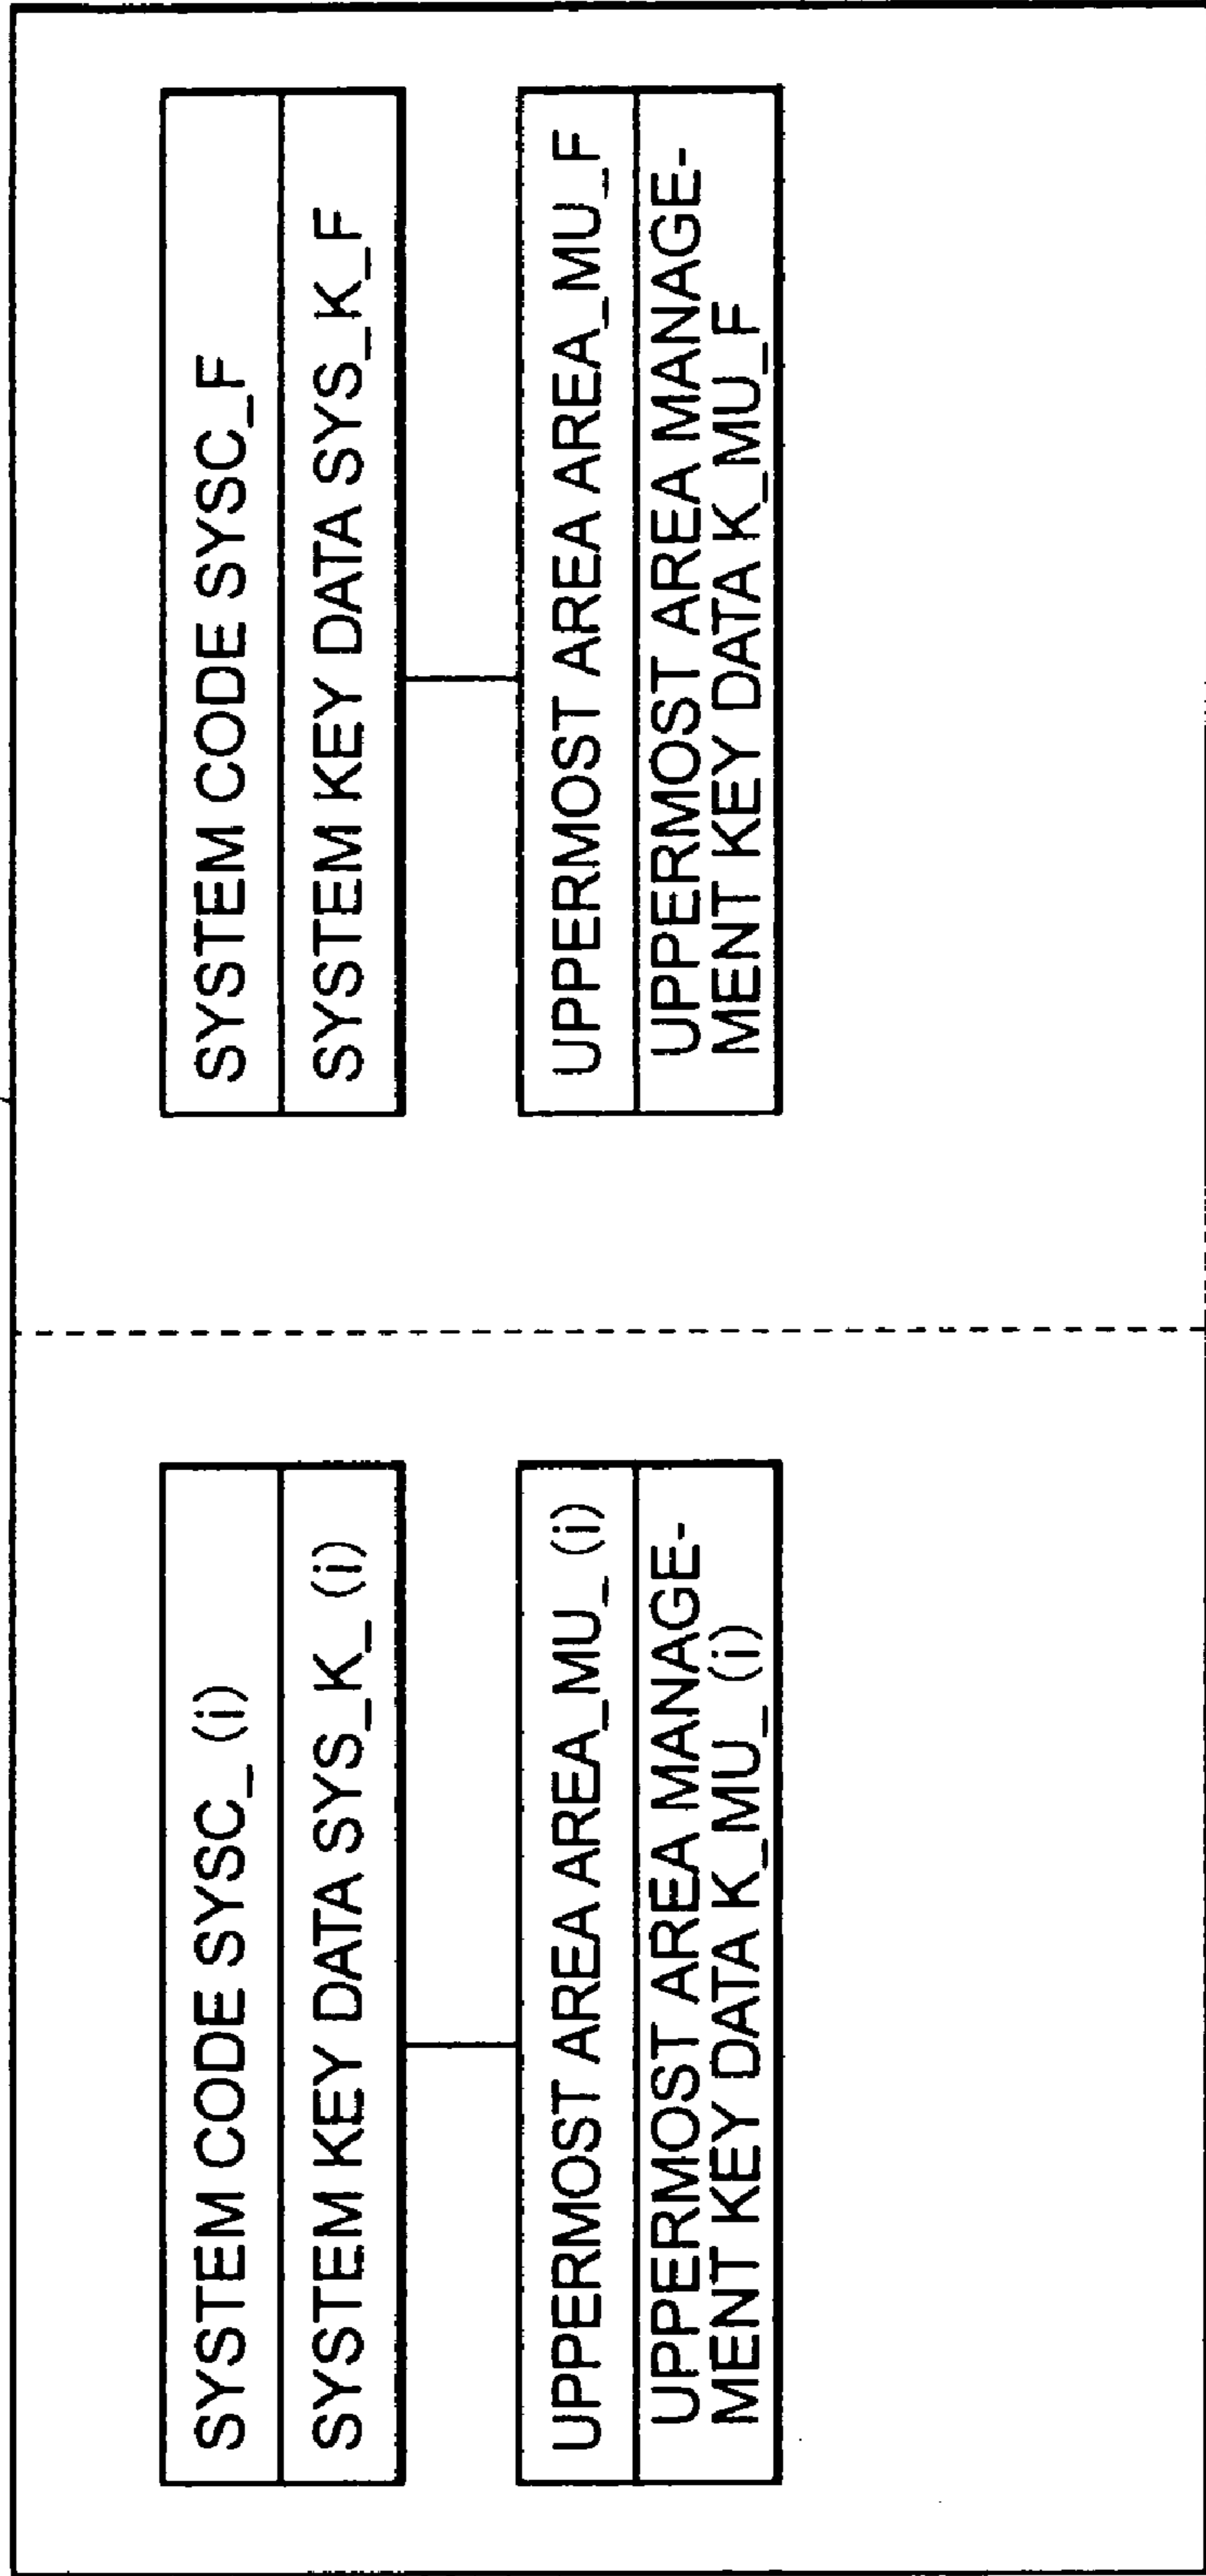 SYSTEM CODE SYSC_ (i)
SYSTEM KEY DATA SYS_K_ (i)
UPPERMOST AREA AREA_MU_ (i)
UPPERMOST AREA MANAGE-
MENT KEY DATA K_MU_ (i)
SYSTEM CODE SYSC_F
SYSTEM KEY DATA SYS_K_F
UPPERMOST AREA AREA_MU_F
UPPERMOST AREA MANAGE-
MENT KEY DATA K_MU_F